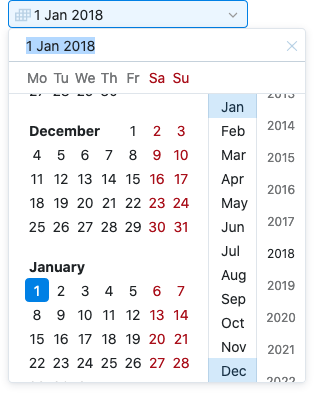 1 Jan 2018
1 Jan 2018
Mo Tu We Th Fr Sa Su
December 1 2 3
4 5 6 7 8 9 10
11 12 13 14 15 16 17
18 19 20 21 22 23 24
25 26 27 28 29 30 31
January
1 2 3 4 5 6 7
8 9 10 11 12 13 14
15 16 17 18 19 20 21
22 23 24 25 26 27 28
Jan
Feb
Mar
Apr
May
Jun
Jul
Aug
Sep
Oct
Nov
Dec
2013
2014
2015
2016
2017
2018
2019
2020
2021
2022